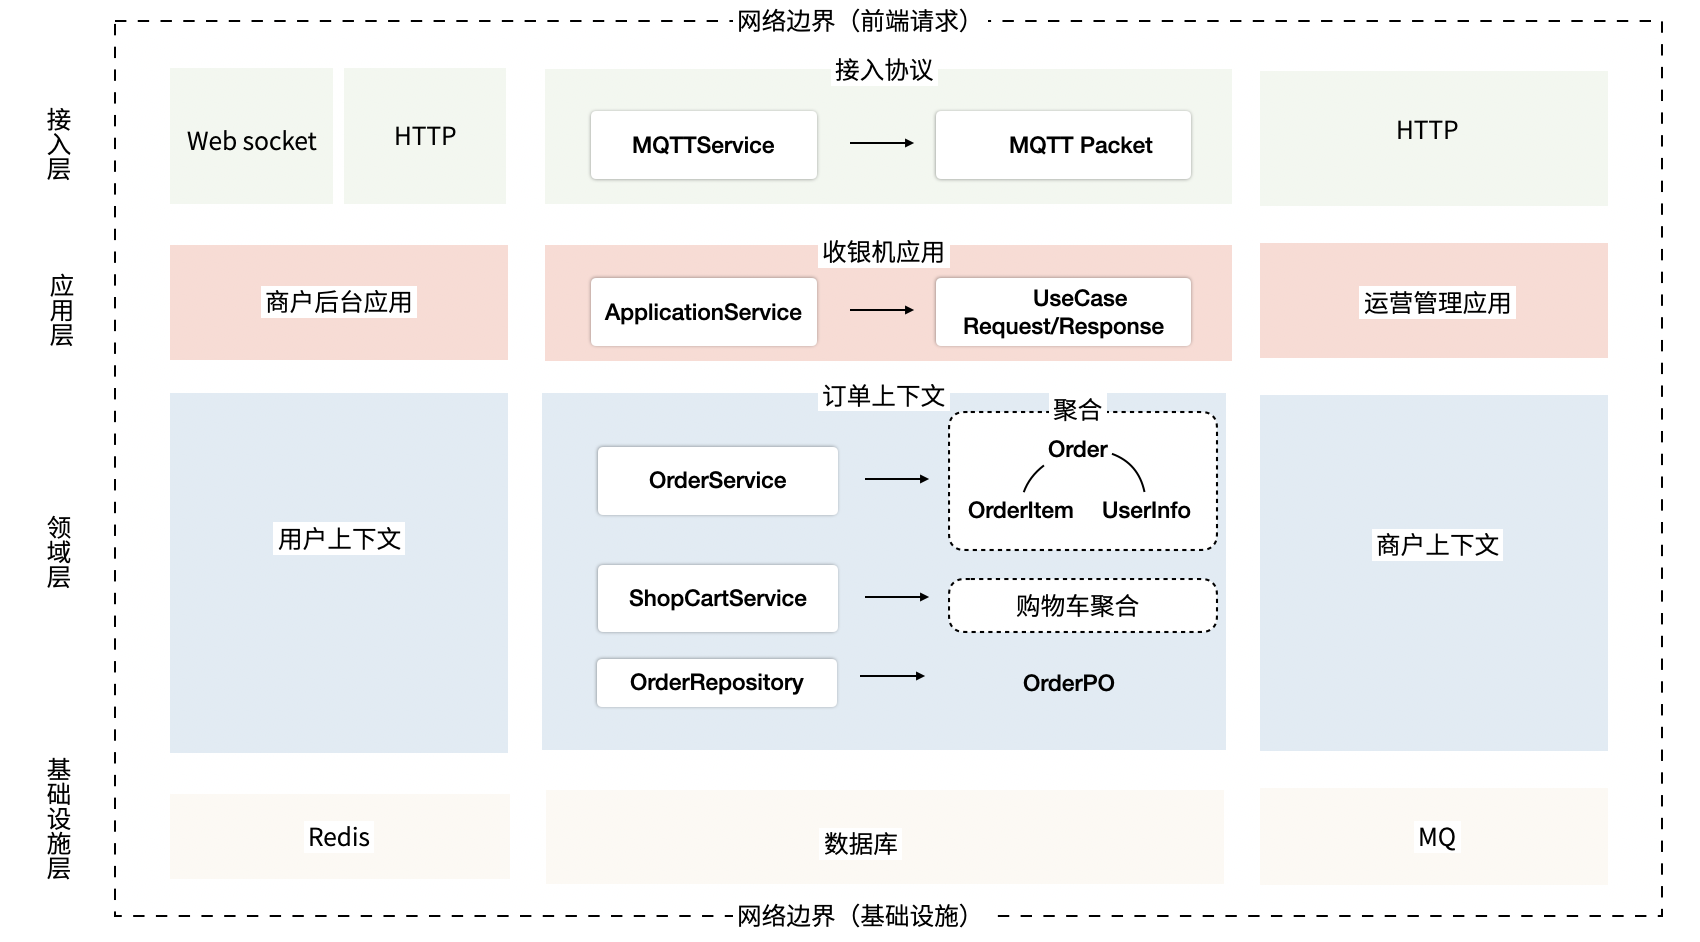 网络边界（前端请求）
接入层
Web socket
HTTP
接入协议
MQTTService
MQTT Packet
HTTP
应用层
商户后台应用
收银机应用
ApplicationService
UseCase
Request/Response
运营管理应用
领域层
用户上下文
订单上下文
聚合
Order
OrderItem
UserInfo
OrderService
ShopCartService
购物车聚合
OrderRepository
OrderPO
商户上下文
基础设施层
Redis
数据库
MQ
网络边界（基础设施）